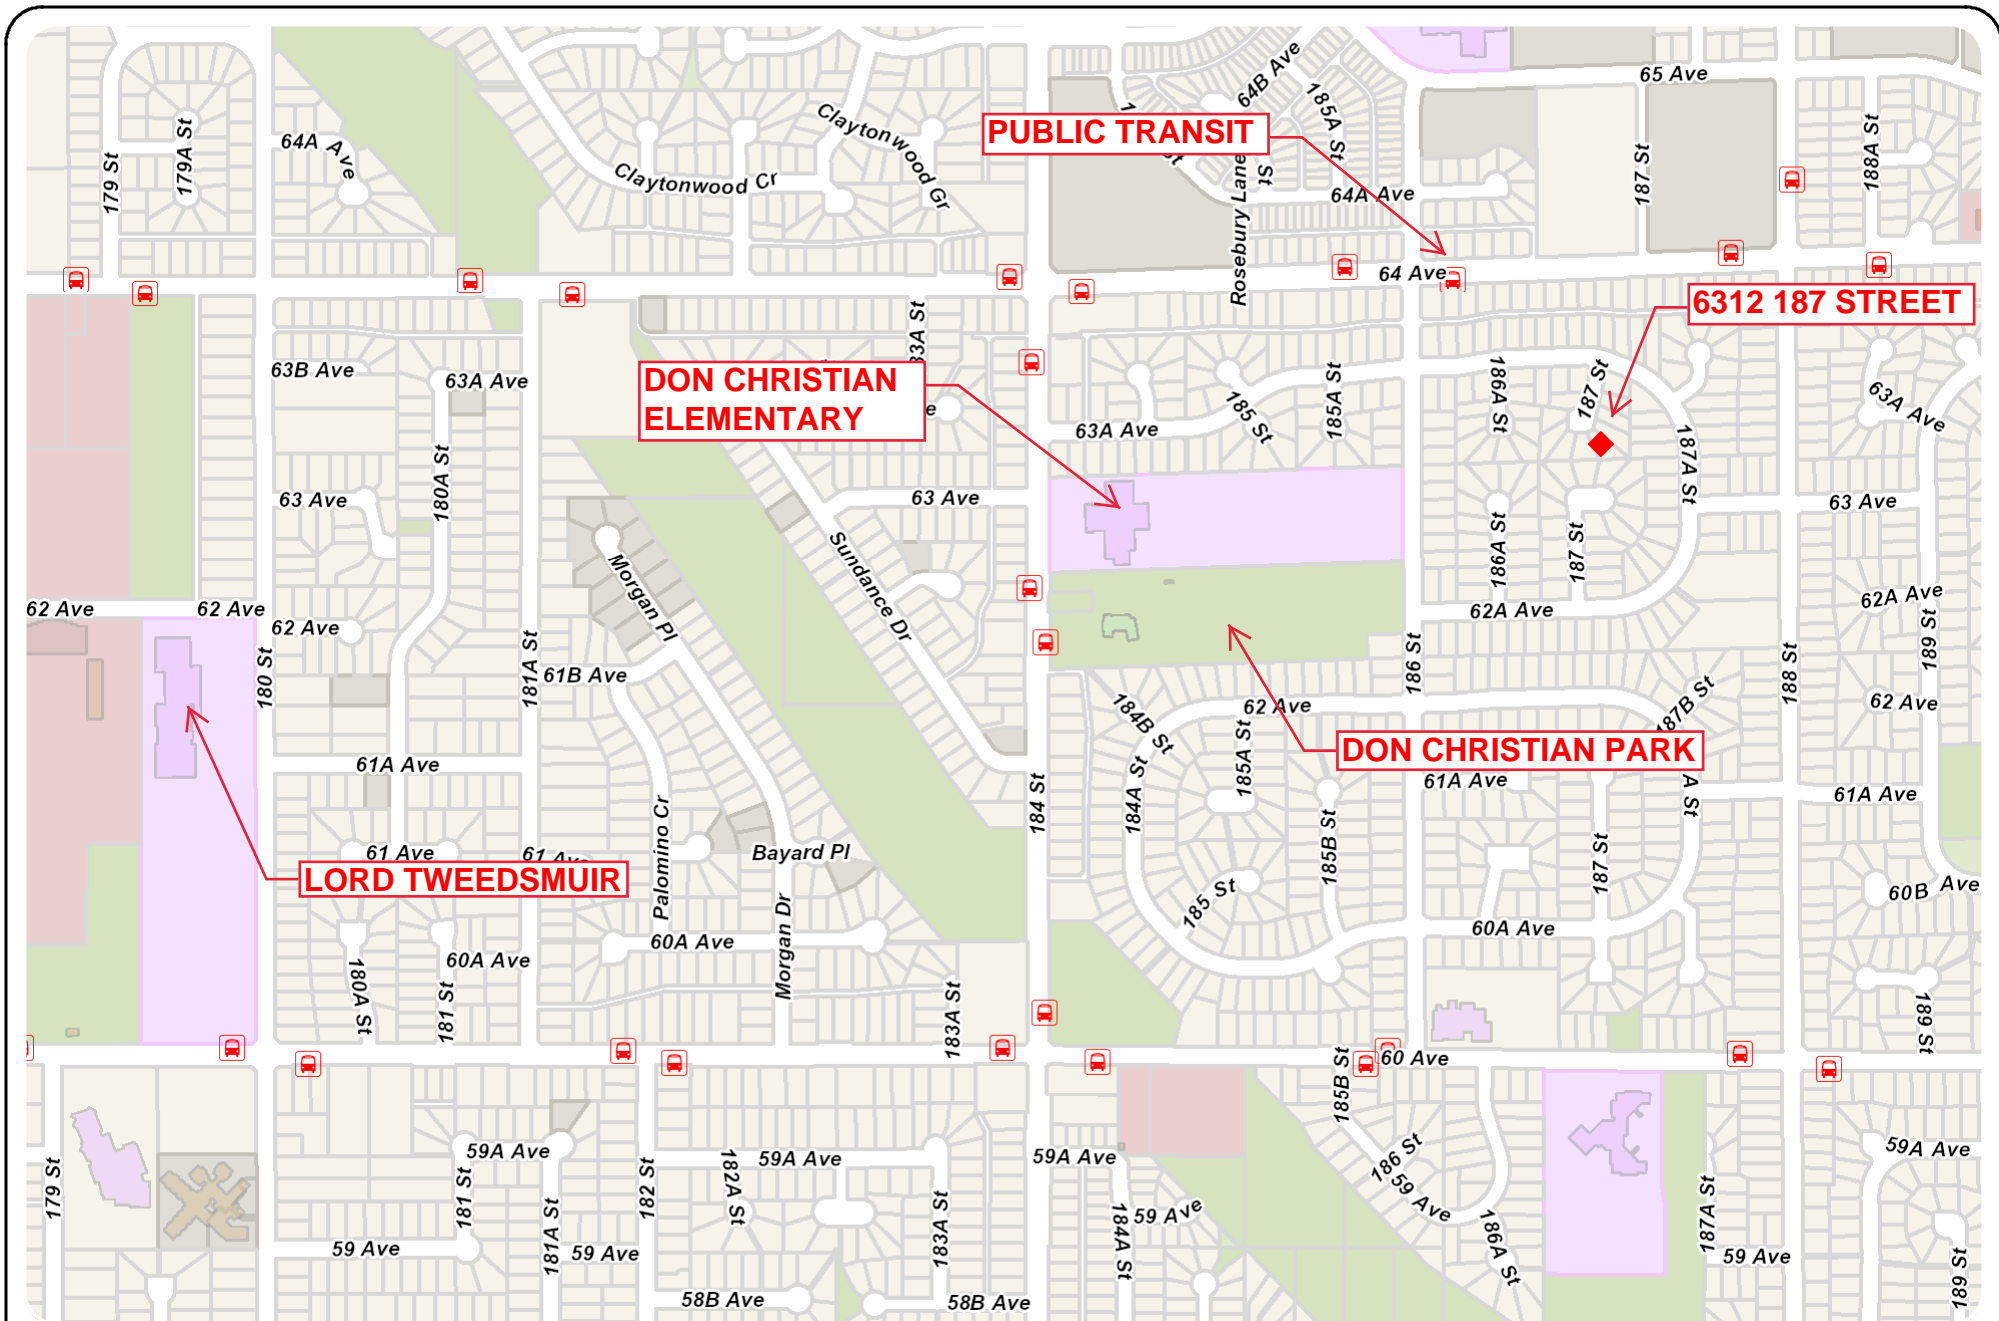 65 Ave
64B Ave
185A St
PUBLIC TRANSIT
179 St
179A St
64A Ave
Claytonwood Cr
Claytonwood Gr
Rosebury Lane
St
St
64A Ave
187 St
188A St
64 Ave
6312 187 STREET
63B Ave
63A Ave
DON CHRISTIAN
ELEMENTARY
63A Ave
185 St
185A St
186A St
187 St
187A St
63A Ave
180A St
63 Ave
63 Ave
63 Ave
Sundance Dr
Morgan Pl
186A St
187 St
62A Ave
62A Ave
189 St
62 Ave
62 Ave
62 Ave
180 St
181A St
61B Ave
186 St
188 St
62 Ave
184B St
62 Ave
185A St
187B St
DON CHRISTIAN PARK
61A Ave
184 St
184A St
185B St
61A Ave
187 St
A St
61A Ave
61 Ave
61 Ave
LORD TWEEDSMUIR
Palomino Cr
Bayard Pl
Morgan Dr
185 St
60B Ave
60A Ave
60A Ave
60A Ave
180A St
181 St
183A St
189 St
60 Ave
185B St
179 St
59A Ave
181 St
181A St
182 St
182A St
59A Ave
183A St
59A Ave
184A St
59 Ave
186 St
59 Ave
186A St
187A St
59A Ave
59 Ave
59 Ave
59 Ave
189 St
58B Ave
58B Ave